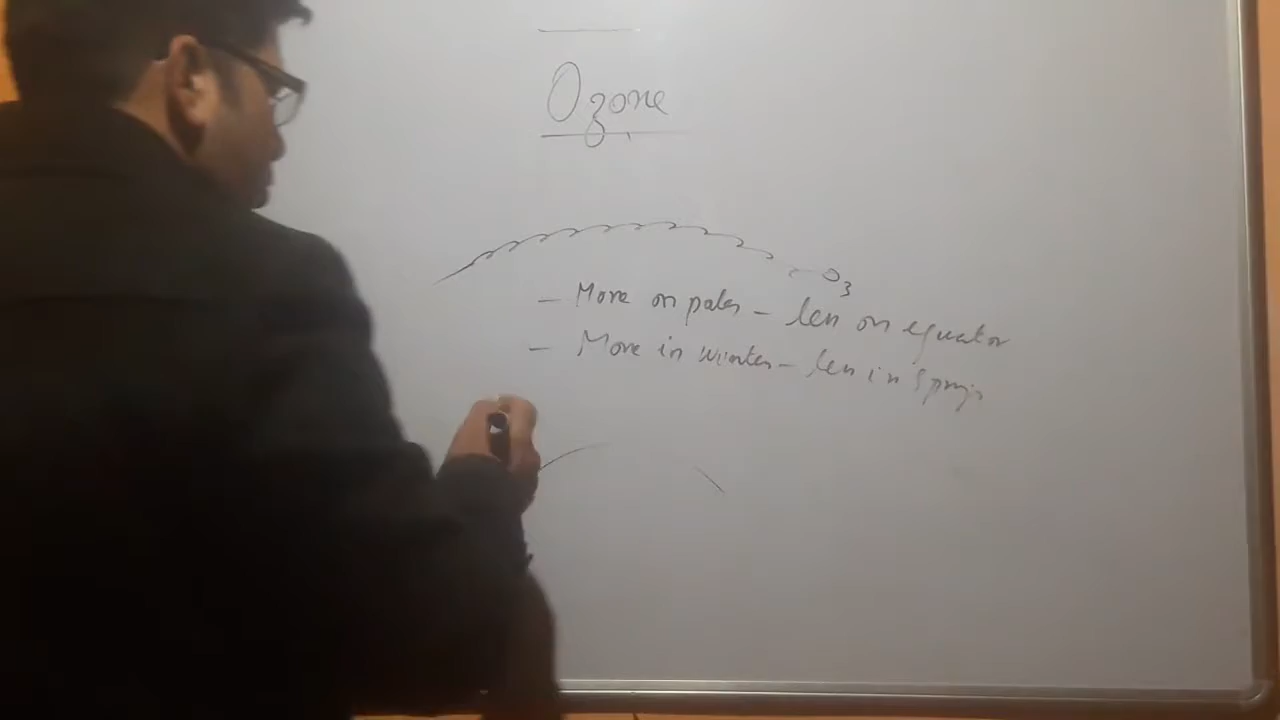 Ozone
O3
- More on poles - less on equator
- More in winter - less in Spring